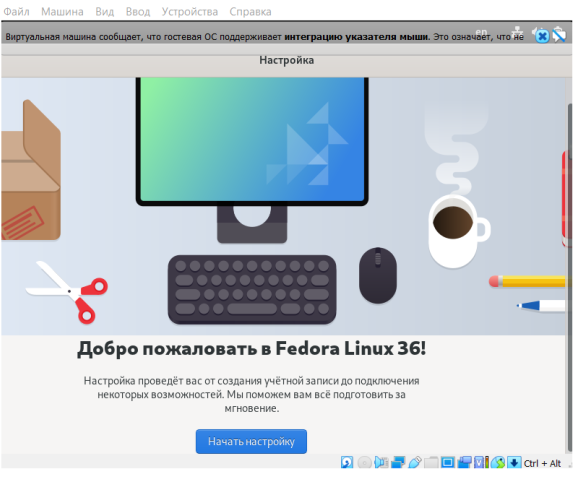 Файл Машина Вид Ввод Устройства Справка
Виртуальная машина сообщает, что гостевая ОС поддерживает интеграцию указателя мыши. Это означает, что не
en
Настройка
Добро пожаловать в Fedora Linux 36!
Настройка проведёт вас от создания учётной записи до подключения
некоторых возможностей. Мы поможем вам всё подготовить за
мгновение.
Начать настройку
Ctrl + Alt